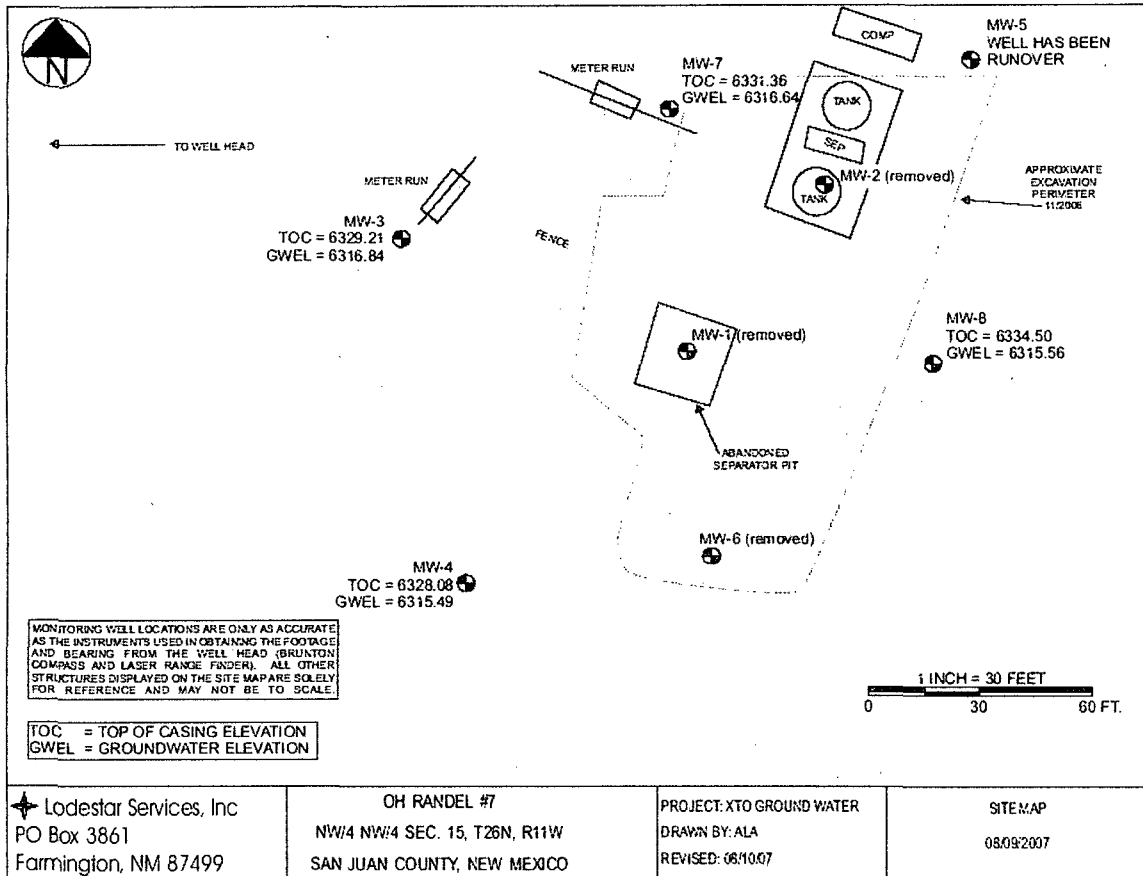 N
COMP
MW-5
WELL HAS BEEN
RUNOVER
METER RUN
MW-7
TOC = 6331.36
GWEL = 6316.64
TANK
SEP
TO WELL HEAD
METER RUN
MW-2 (removed)
TANK
APPROXIMATE
EXCAVATION
PERIMETER
11/2006
MW-3
TOC = 6329.21
GWEL = 6316.84
FENCE
MW-1 (removed)
MW-8
TOC = 6334.50
GWEL = 6315.56
ABANDONED
SEPARATOR PIT
MW-6 (removed)
MW-4
TOC = 6328.08
GWEL = 6315.49
MONITORING WELL LOCATIONS ARE ONLY AS ACCURATE
AS THE INSTRUMENTS USED IN OBTAINING THE FOOTAGE
AND BEARING FROM THE WELL HEAD (BRUNTON
COMPASS AND LASER RANGE FINDER). ALL OTHER
STRUCTURES DISPLAYED ON THE SITE MAP ARE SOLELY
FOR REFERENCE AND MAY NOT BE TO SCALE.
1 INCH = 30 FEET
0 30 60 FT.
TOC = TOP OF CASING ELEVATION
GWEL = GROUNDWATER ELEVATION
Lodestar Services, Inc
PO Box 3861
Farmington, NM 87499
OH RANDEL #7
NW/4 NW/4 SEC. 15, T26N, R11W
SAN JUAN COUNTY, NEW MEXICO
PROJECT: XTO GROUND WATER
DRAWN BY: ALA
REVISED: 08/10/07
SITE MAP
08/09/2007